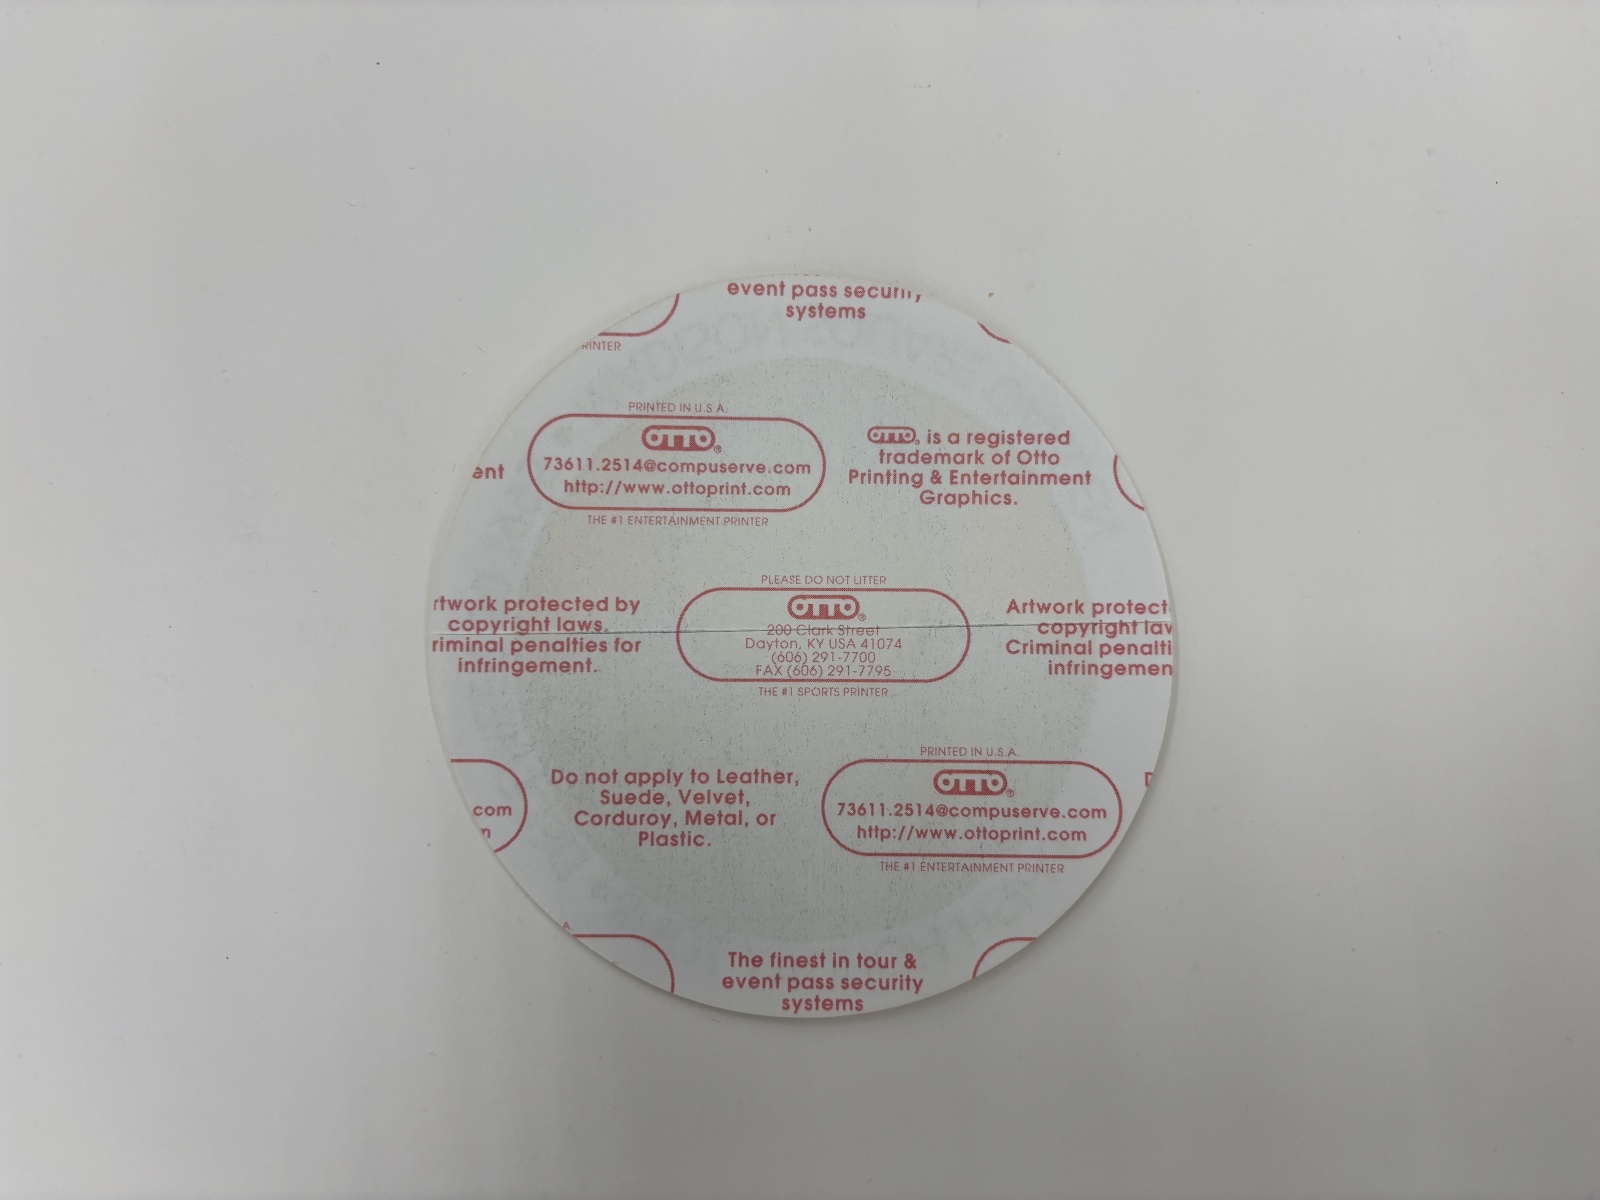 event pass security
systems
RINTER
PRINTED IN U.S.A.
OTTO®
73611.2514@compuserve.com
http://www.ottoprint.com
THE #1 ENTERTAINMENT PRINTER
ent
OTTO® is a registered
trademark of Otto
Printing & Entertainment
Graphics.
rtwork protected by
copyright laws.
riminal penalties for
infringement.
PLEASE DO NOT LITTER
OTTO®
200 Clark Street
Dayton, KY USA 41074
(606) 291-7700
FAX (606) 291-7795
THE #1 SPORTS PRINTER
Artwork protect
copyright law
Criminal penalti
infringemen
com
Do not apply to Leather,
Suede, Velvet,
Corduroy, Metal, or
Plastic.
PRINTED IN U.S.A.
OTTO®
73611.2514@compuserve.com
http://www.ottoprint.com
THE #1 ENTERTAINMENT PRINTER
A.
The finest in tour &
event pass security
systems